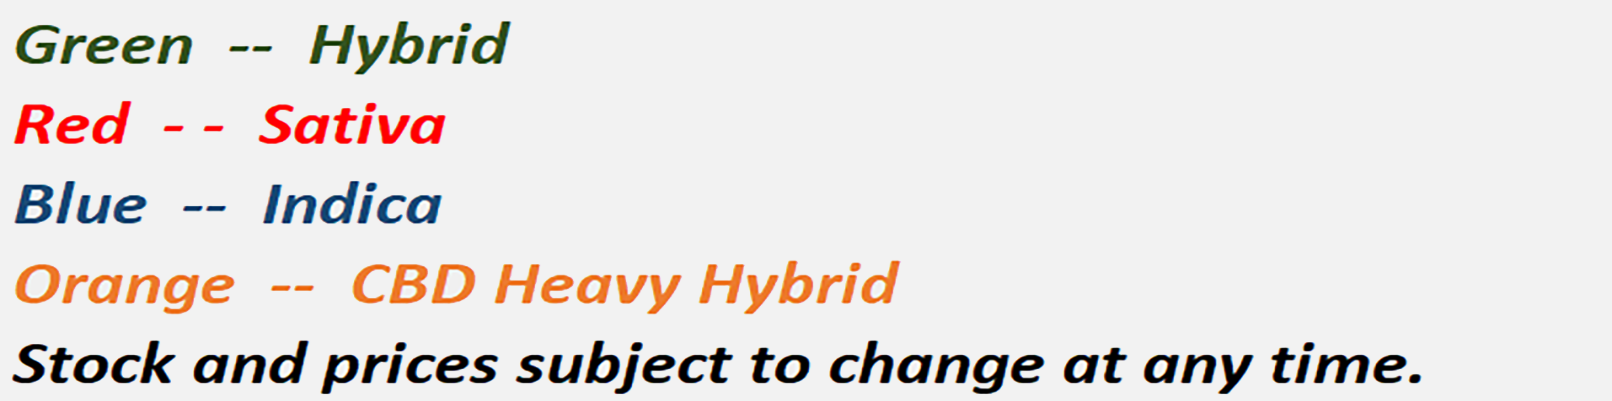 Green -- Hybrid
Red - - Sativa
Blue -- Indica
Orange -- CBD Heavy Hybrid
Stock and prices subject to change at any time.